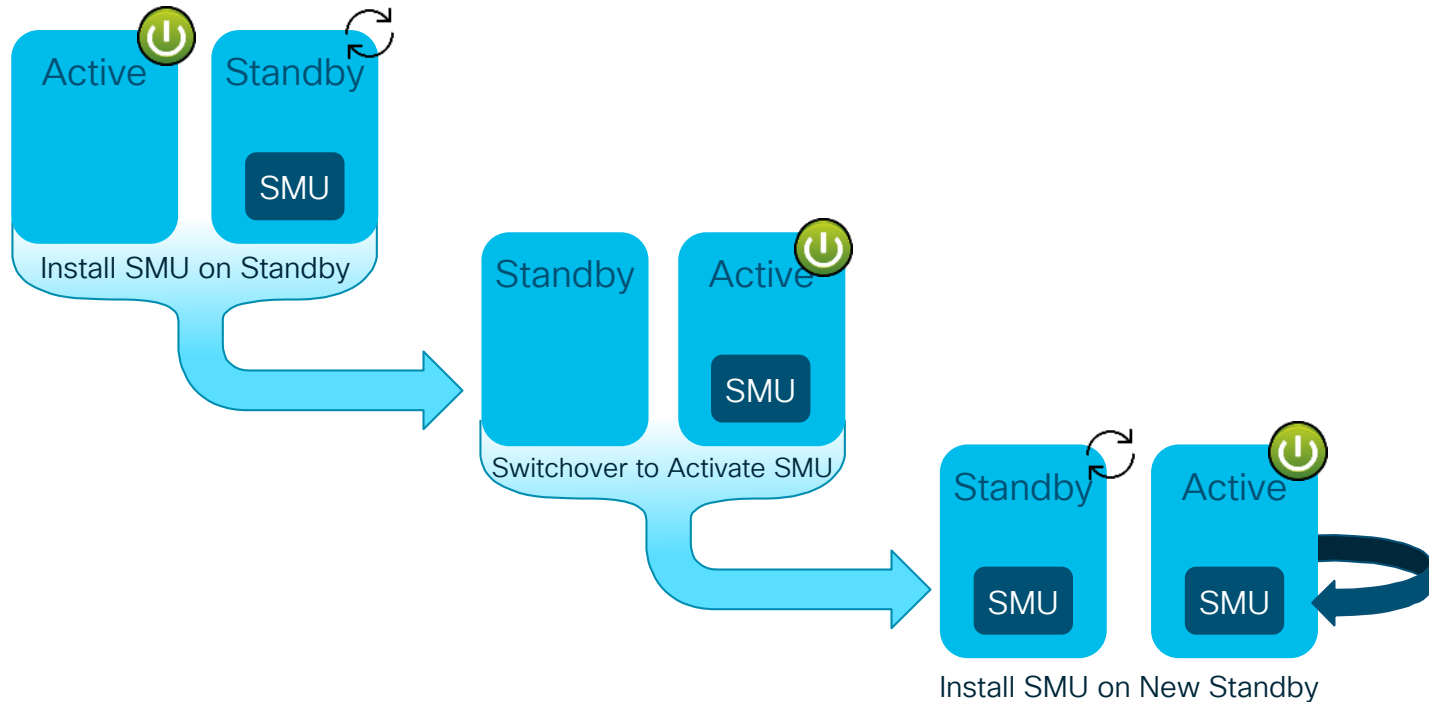 Active
Standby
SMU
Install SMU on Standby
Standby
Active
SMU
Switchover to Activate SMU
Standby
Active
SMU
SMU
Install SMU on New Standby